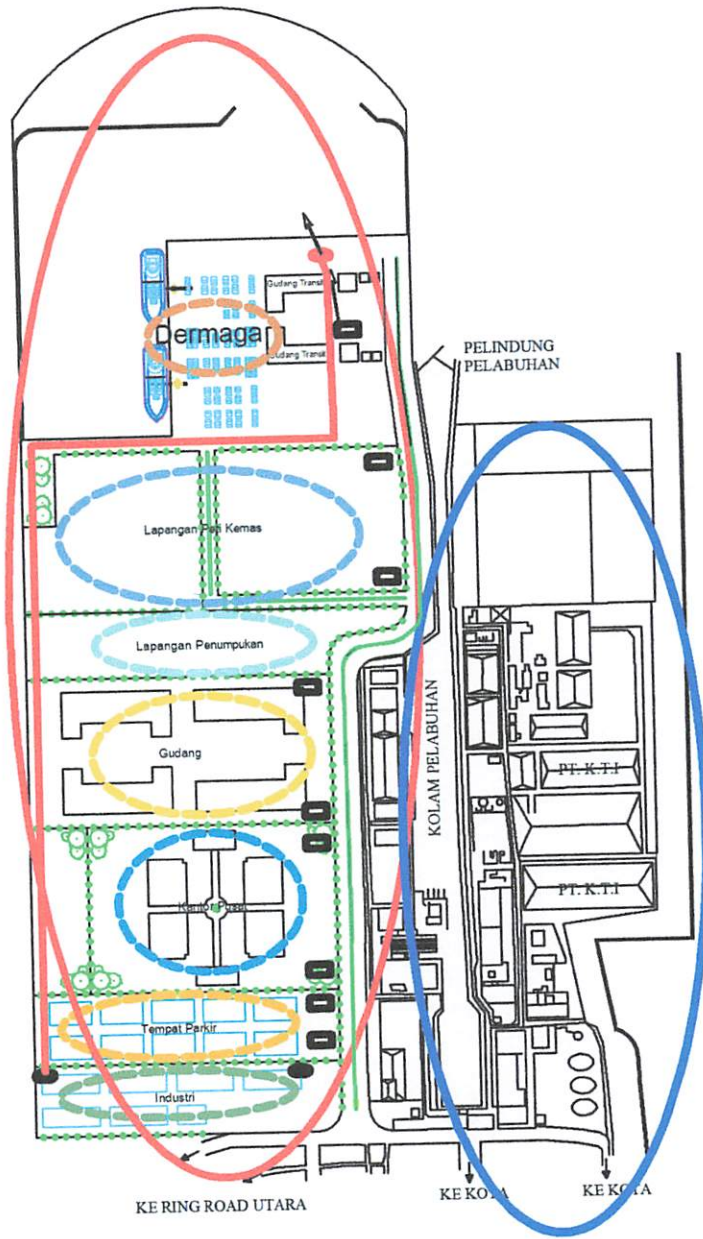 Gudang Transit
Dermaga
Gudang Transit
PELINDUNG
PELABUHAN
Lapangan Peti Kemas
Lapangan Penumpukan
KOLAM PELABUHAN
Gudang
PT. K.T.I
PT. K.T.I
Kantor Pusat
Tempat Parkir
Industri
KE RING ROAD UTARA
KE KOTA
KE KOTA